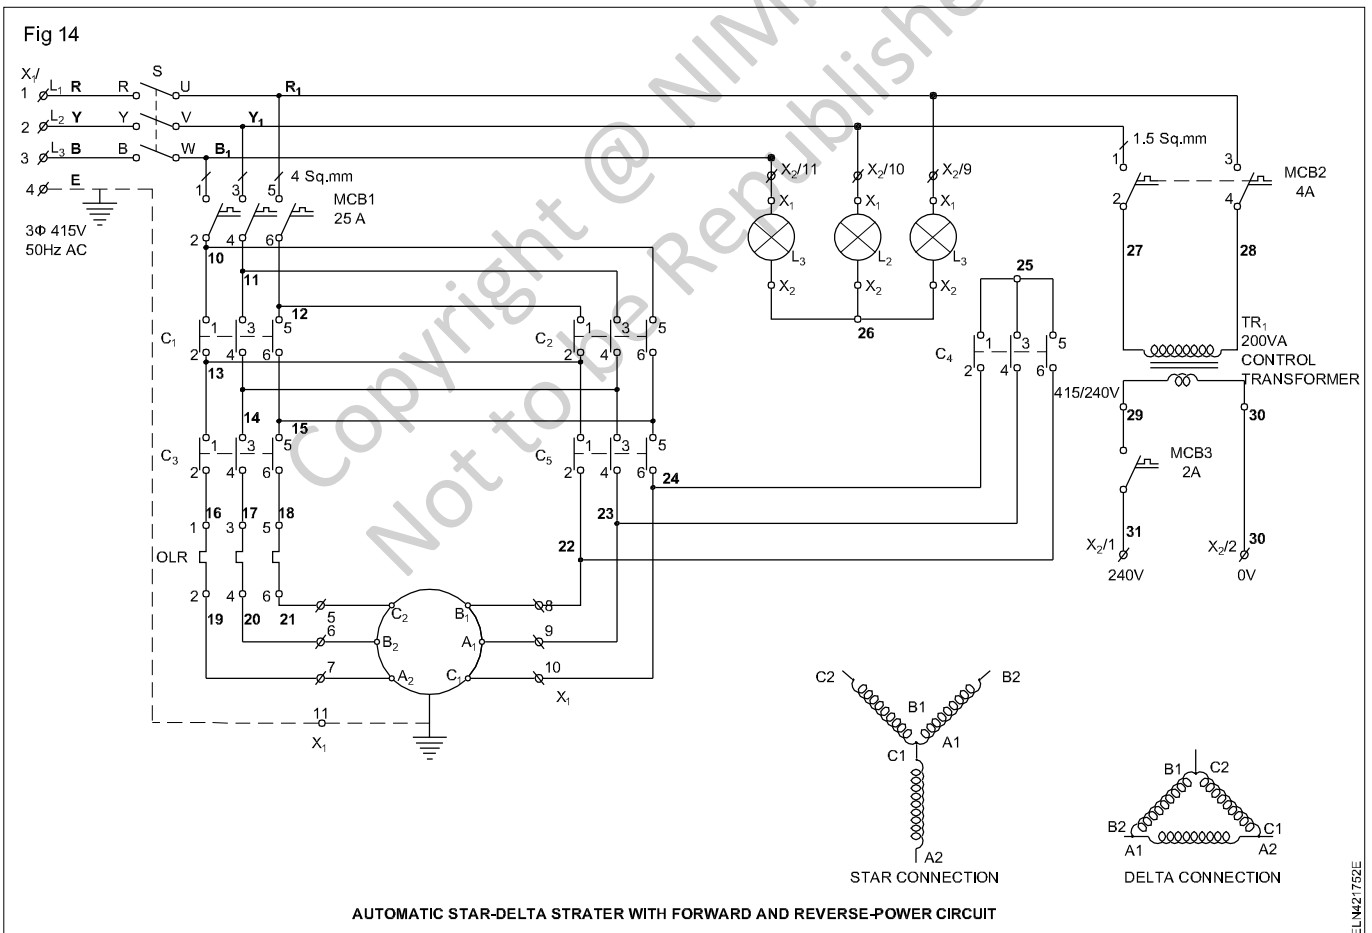 Fig 14
X1/
S
1 L1 R R U R1
2 L2 Y Y V Y1
3 L3 B B W B1
4 E
3Φ 415V
50Hz AC
1 3 5 4 Sq.mm
MCB1
25 A
2 4 6
10
11
12
X2/11 X2/10 X2/9
X1 X1 X1
L3 L2 L3
X2 X2 X2
26
1.5 Sq.mm
1 3
MCB2
4A
2 4
27 28
25
C1 1 3 5
2 4 6
C2 1 3 5
2 4 6
C4 1 3 5
2 4 6
TR1
200VA
CONTROL
TRANSFORMER
415/240V
13
14
15
29 30
MCB3
2A
C3 1 3 5
2 4 6
C5 1 3 5
2 4 6
24
23
22
31 30
X2/1 X2/2
240V 0V
16 17 18
1 3 5
OLR
2 4 6
19 20 21
5 C2 B1 8
6 B2 A1 9
7 A2 C1 10
X1
11
X1
C2 B2
B1
A1
C1
A2
STAR CONNECTION
B1 C2
B2 C1
A1 A2
DELTA CONNECTION
AUTOMATIC STAR-DELTA STRATER WITH FORWARD AND REVERSE-POWER CIRCUIT
ELN421752E
Copyright @ NIMI
Not to be Republished